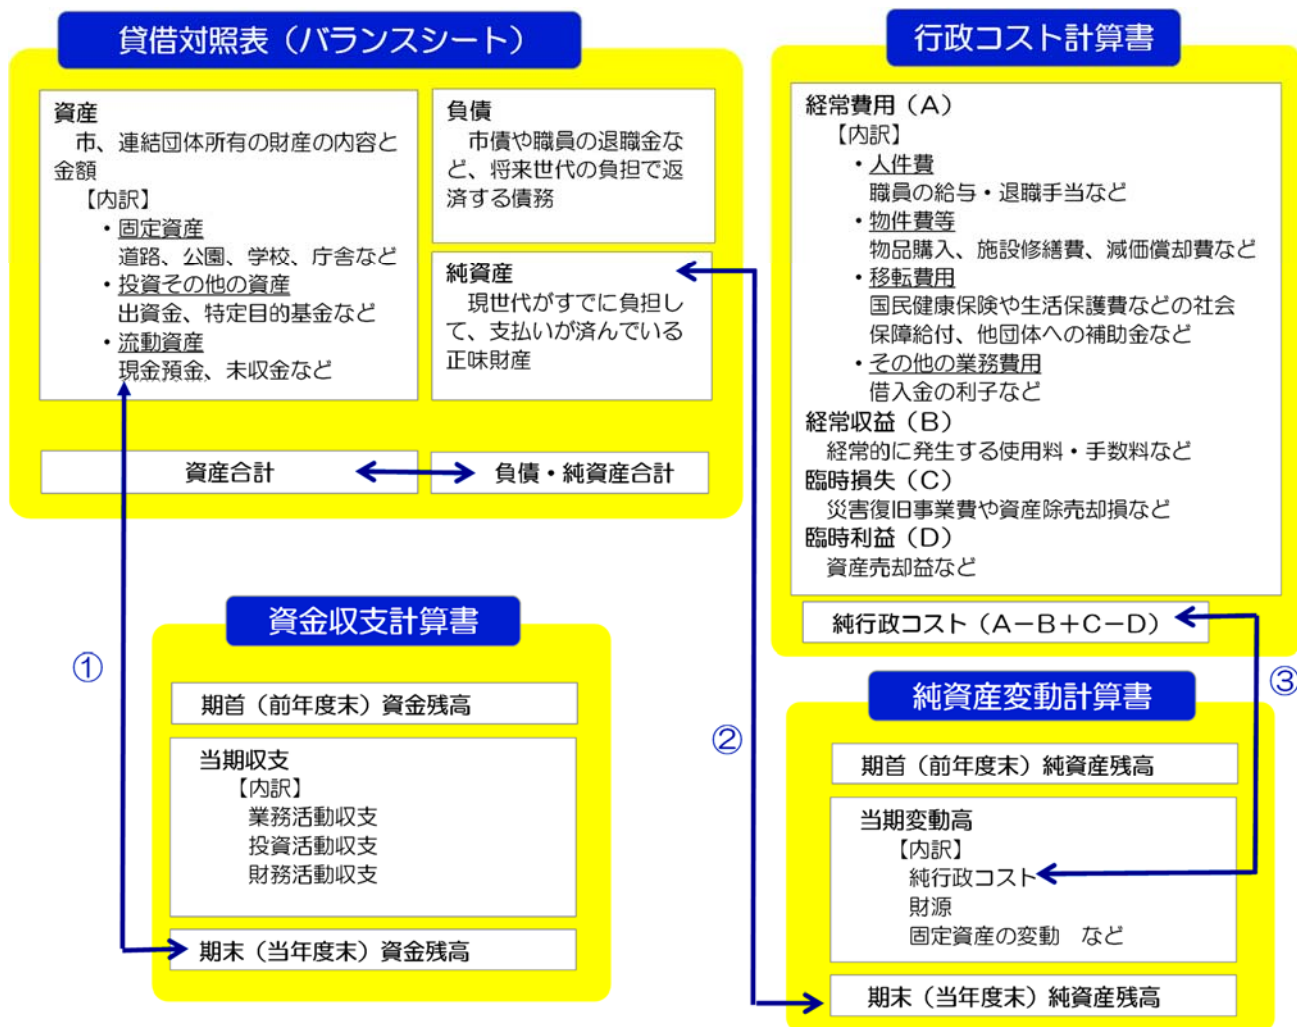 貸借対照表（バランスシート）
資産
市、連結団体所有の財産の内容と
金額
【内訳】
・固定資産
道路、公園、学校、庁舎など
・投資その他の資産
出資金、特定目的基金など
・流動資産
現金預金、未収金など
負債
市債や職員の退職金な
ど、将来世代の負担で返
済する債務
純資産
現世代がすでに負担し
て、支払いが済んでいる
正味財産
資産合計
負債・純資産合計
行政コスト計算書
経常費用（A）
【内訳】
・人件費
職員の給与・退職手当など
・物件費等
物品購入、施設修繕費、減価償却費など
・移転費用
国民健康保険や生活保護費などの社会
保障給付、他団体への補助金など
・その他の業務費用
借入金の利子など
経常収益（B）
経常的に発生する使用料・手数料など
臨時損失（C）
災害復旧事業費や資産除売却損など
臨時利益（D）
資産売却益など
純行政コスト（A－B＋C－D）
①
資金収支計算書
期首（前年度末）資金残高
当期収支
【内訳】
業務活動収支
投資活動収支
財務活動収支
期末（当年度末）資金残高
②
③
純資産変動計算書
期首（前年度末）純資産残高
当期変動高
【内訳】
純行政コスト
財源
固定資産の変動　など
期末（当年度末）純資産残高